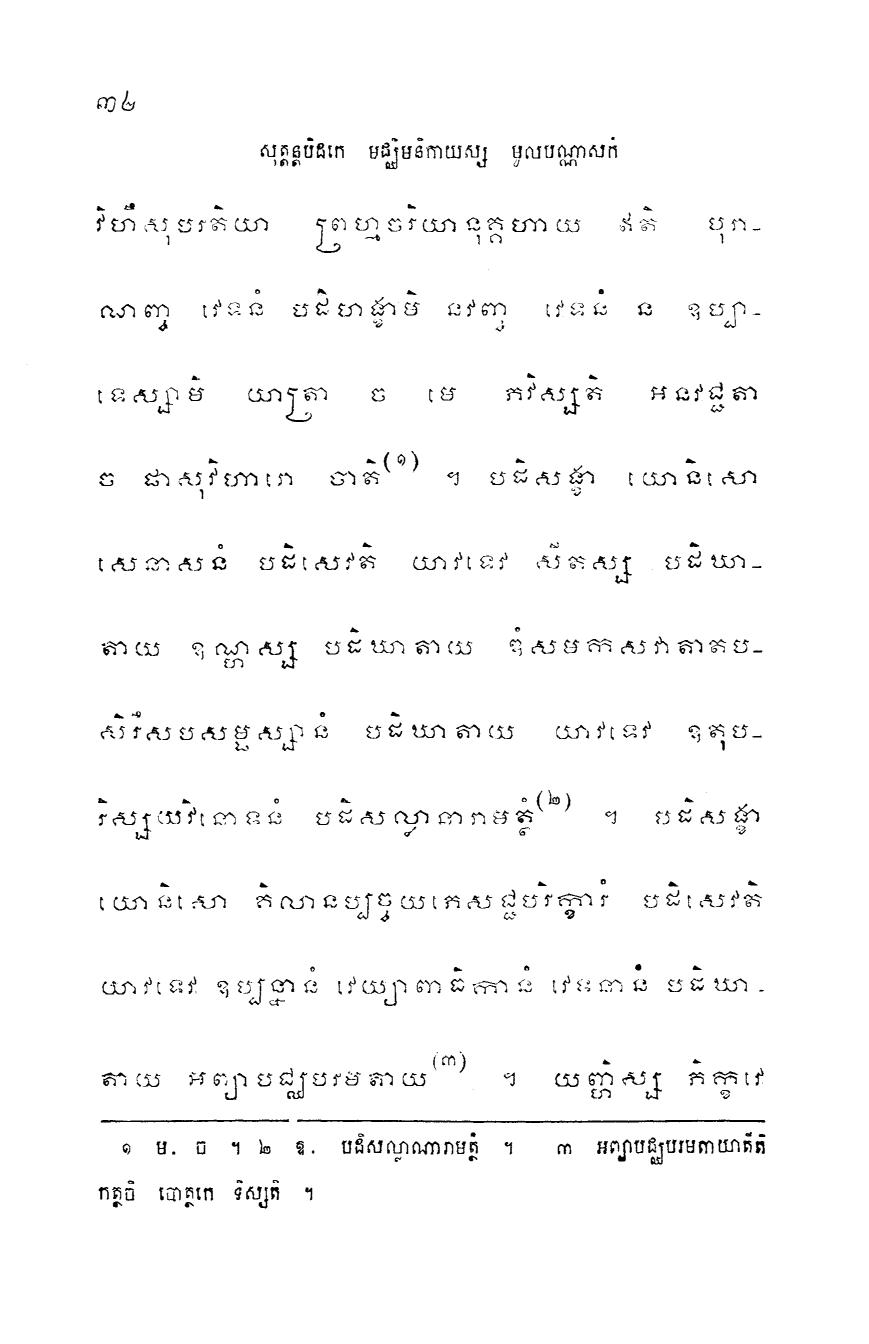 ៣៤
សុត្តន្តបិដកេ មជ្ឈិមនិកាយស្ស មូលបណ្ណាសកំ
វិហឹសុបរតិយា ព្រហ្មចរិយានុគ្គហាយ ឥតិ បុរា-
ណញ្ច វេទនំ បដិហង្ខាមិ នវញ្ច វេទនំ ន ឧប្បា-
ទេស្សាមិ យាត្រា ច មេ ភវិស្សតិ អនវជ្ជតា
ច ផាសុវិហារោ ចាតិ(១) ។ បដិសង្ខា យោនិសោ
សេនាសនំ បដិសេវតិ យាវទេវ សីតស្ស បដិឃា-
តាយ ឧណ្ហស្ស បដិឃាតាយ ឌំសមកសវាតាតប-
សិរឹសបសម្ផស្សានំ បដិឃាតាយ យាវទេវ ឧតុប-
រិស្សយវិនោទនំ បដិសល្លានារាមត្ថំ(២) ។ បដិសង្ខា
យោនិសោ គិលានប្បច្ចយភេសជ្ជបរិក្ខារំ បដិសេវតិ
យាវទេវ ឧប្បន្នានំ វេយ្យាពាធិកានំ វេទនានំ បដិឃា-
តាយ អព្យាបជ្ឈបរមតាយ(៣) ។ យញ្ហិស្ស ភិក្ខវេ
១ ម. ច ។ ២ ឱ. បដិសល្លណារាមត្ថំ ។ ៣ អព្យាបជ្ឈបរមតាយាតីតិ
កត្ថចិ បោត្ថកេ ទិស្សតិ ។